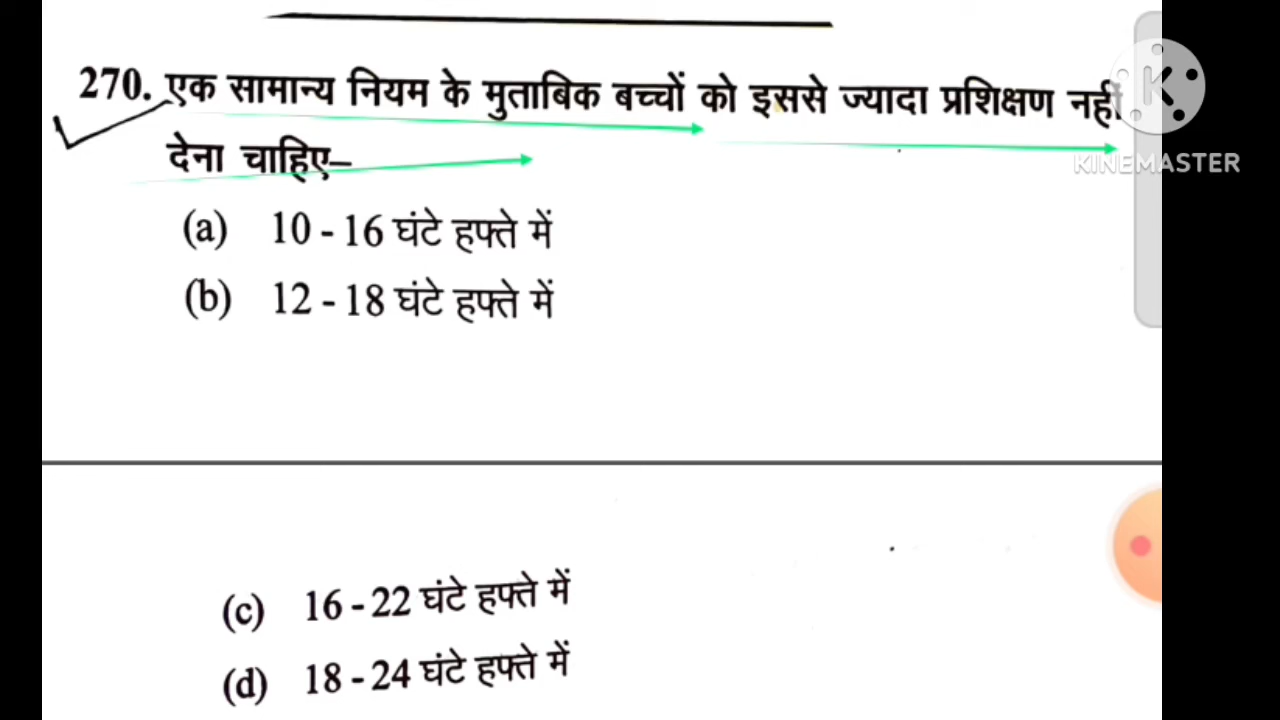 270. एक सामान्य नियम के मुताबिक बच्चों को इससे ज्यादा प्रशिक्षण नहीं
देना चाहिए–
KINEMASTER
(a) 10 - 16 घंटे हफ्ते में
(b) 12 - 18 घंटे हफ्ते में
(c) 16 - 22 घंटे हफ्ते में
(d) 18 - 24 घंटे हफ्ते में